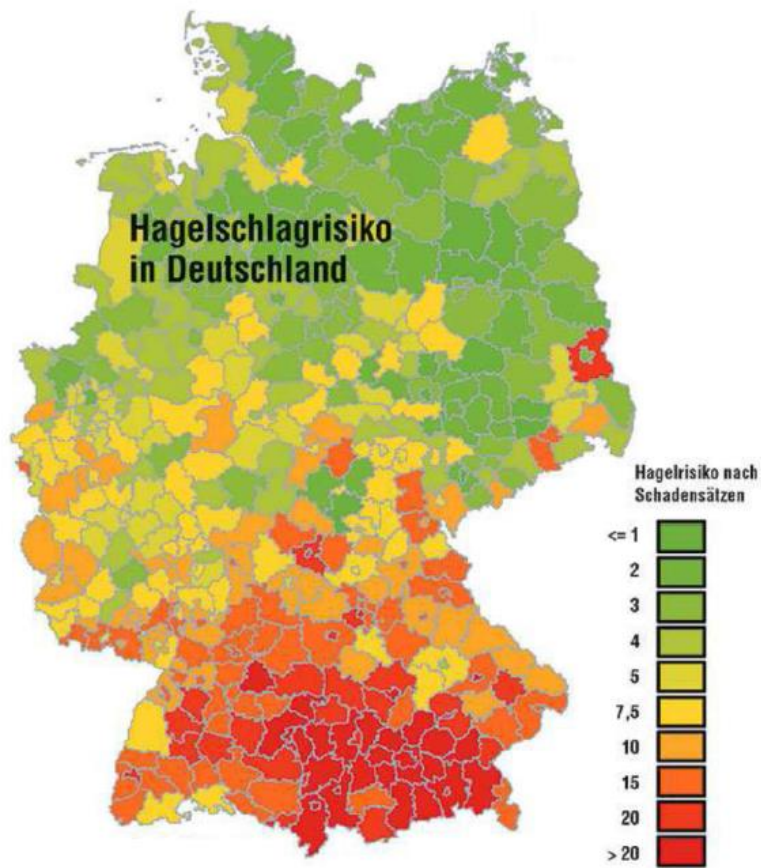 Hagelschlagrisiko
in Deutschland
Hagelrisiko nach
Schadensätzen
<= 1
2
3
4
5
7,5
10
15
20
> 20